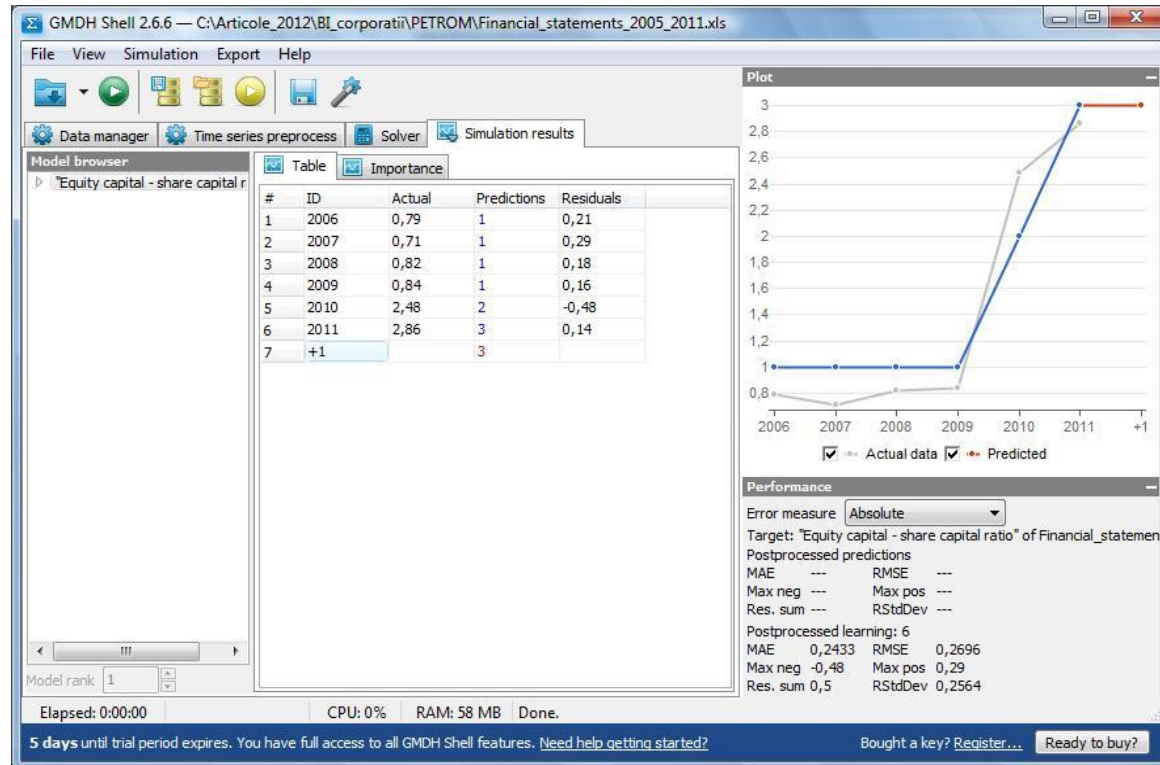 GMDH Shell 2.6.6 — C:\Articole_2012\BI_corporatii\PETROM\Financial_statements_2005_2011.xls
File View Simulation Export Help
Data manager Time series preprocess Solver Simulation results
Model browser
"Equity capital - share capital r
Table Importance
# ID Actual Predictions Residuals
1 2006 0,79 1 0,21
2 2007 0,71 1 0,29
3 2008 0,82 1 0,18
4 2009 0,84 1 0,16
5 2010 2,48 2 -0,48
6 2011 2,86 3 0,14
7 +1 3
Model rank 1
Plot
3
2,8
2,6
2,4
2,2
2
1,8
1,6
1,4
1,2
1
0,8
2006 2007 2008 2009 2010 2011 +1
Actual data Predicted
Performance
Error measure Absolute
Target: "Equity capital - share capital ratio" of Financial_statemen
Postprocessed predictions
MAE --- RMSE ---
Max neg --- Max pos ---
Res. sum --- RStdDev ---
Postprocessed learning: 6
MAE 0,2433 RMSE 0,2696
Max neg -0,48 Max pos 0,29
Res. sum 0,5 RStdDev 0,2564
Elapsed: 0:00:00 CPU: 0% RAM: 58 MB Done.
5 days until trial period expires. You have full access to all GMDH Shell features. Need help getting started? Bought a key? Register... Ready to buy?